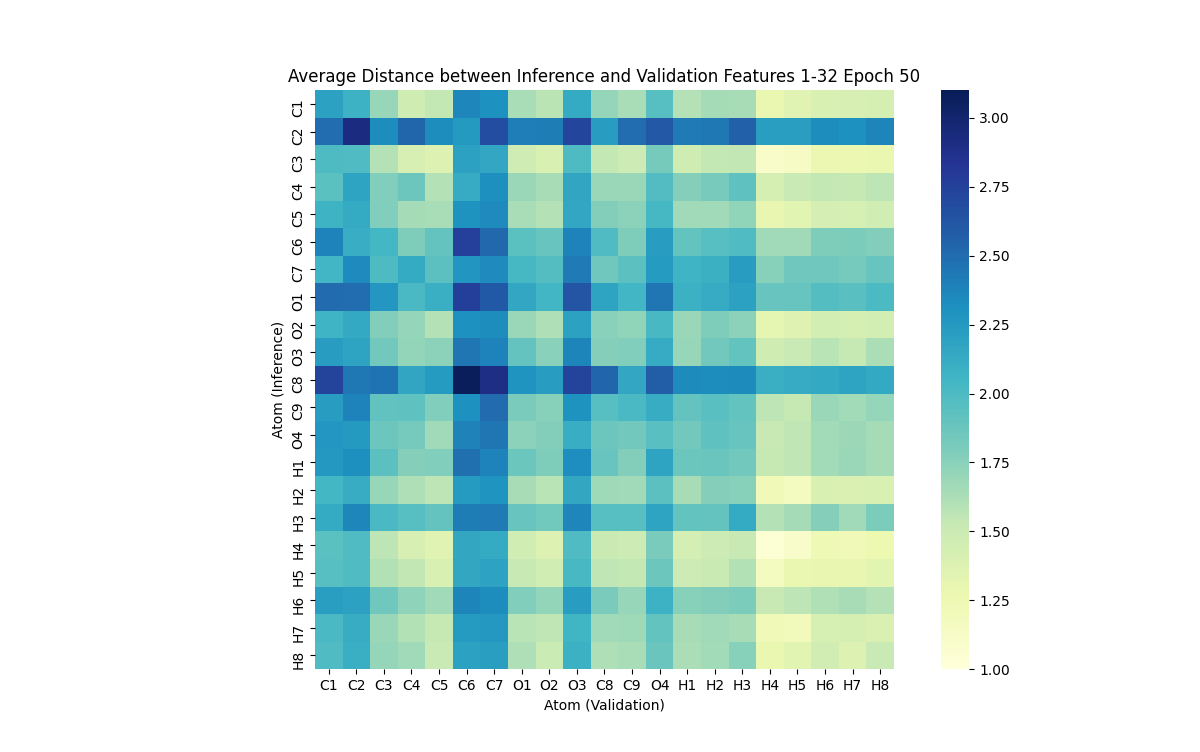 Average Distance between Inference and Validation Features 1-32 Epoch 50
Atom (Inference)
C1
C2
C3
C4
C5
C6
C7
O1
O2
O3
C8
C9
O4
H1
H2
H3
H4
H5
H6
H7
H8
C1 C2 C3 C4 C5 C6 C7 O1 O2 O3 C8 C9 O4 H1 H2 H3 H4 H5 H6 H7 H8
Atom (Validation)
3.00
2.75
2.50
2.25
2.00
1.75
1.50
1.25
1.00